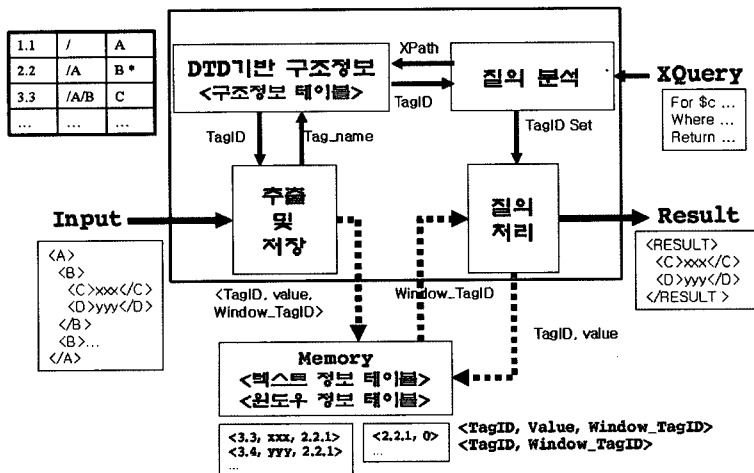 1.1 / A
2.2 /A B *
3.3 /A/B C
... ... ...
DTD기반 구조정보
<구조정보 테이블>
XPath
TagID
질의 분석
XQuery
For $c ...
Where ...
Return ...
TagID
Tag_name
TagID Set
Input
추출
및
저장
질의
처리
Result
<A>
<B>
<C>xxx</C>
<D>yyy</D>
</B>
<B>...
</A>
<TagID, value,
Window_TagID>
Window_TagID
<RESULT>
<C>xxx</C>
<D>yyy</D>
</RESULT >
TagID, value
Memory
<텍스트 정보 테이블>
<윈도우 정보 테이블>
<3.3, xxx, 2.2.1>
<3.4, yyy, 2.2.1>
...
<2.2.1, 0>
...
<TagID, Value, Window_TagID>
<TagID, Window_TagID>